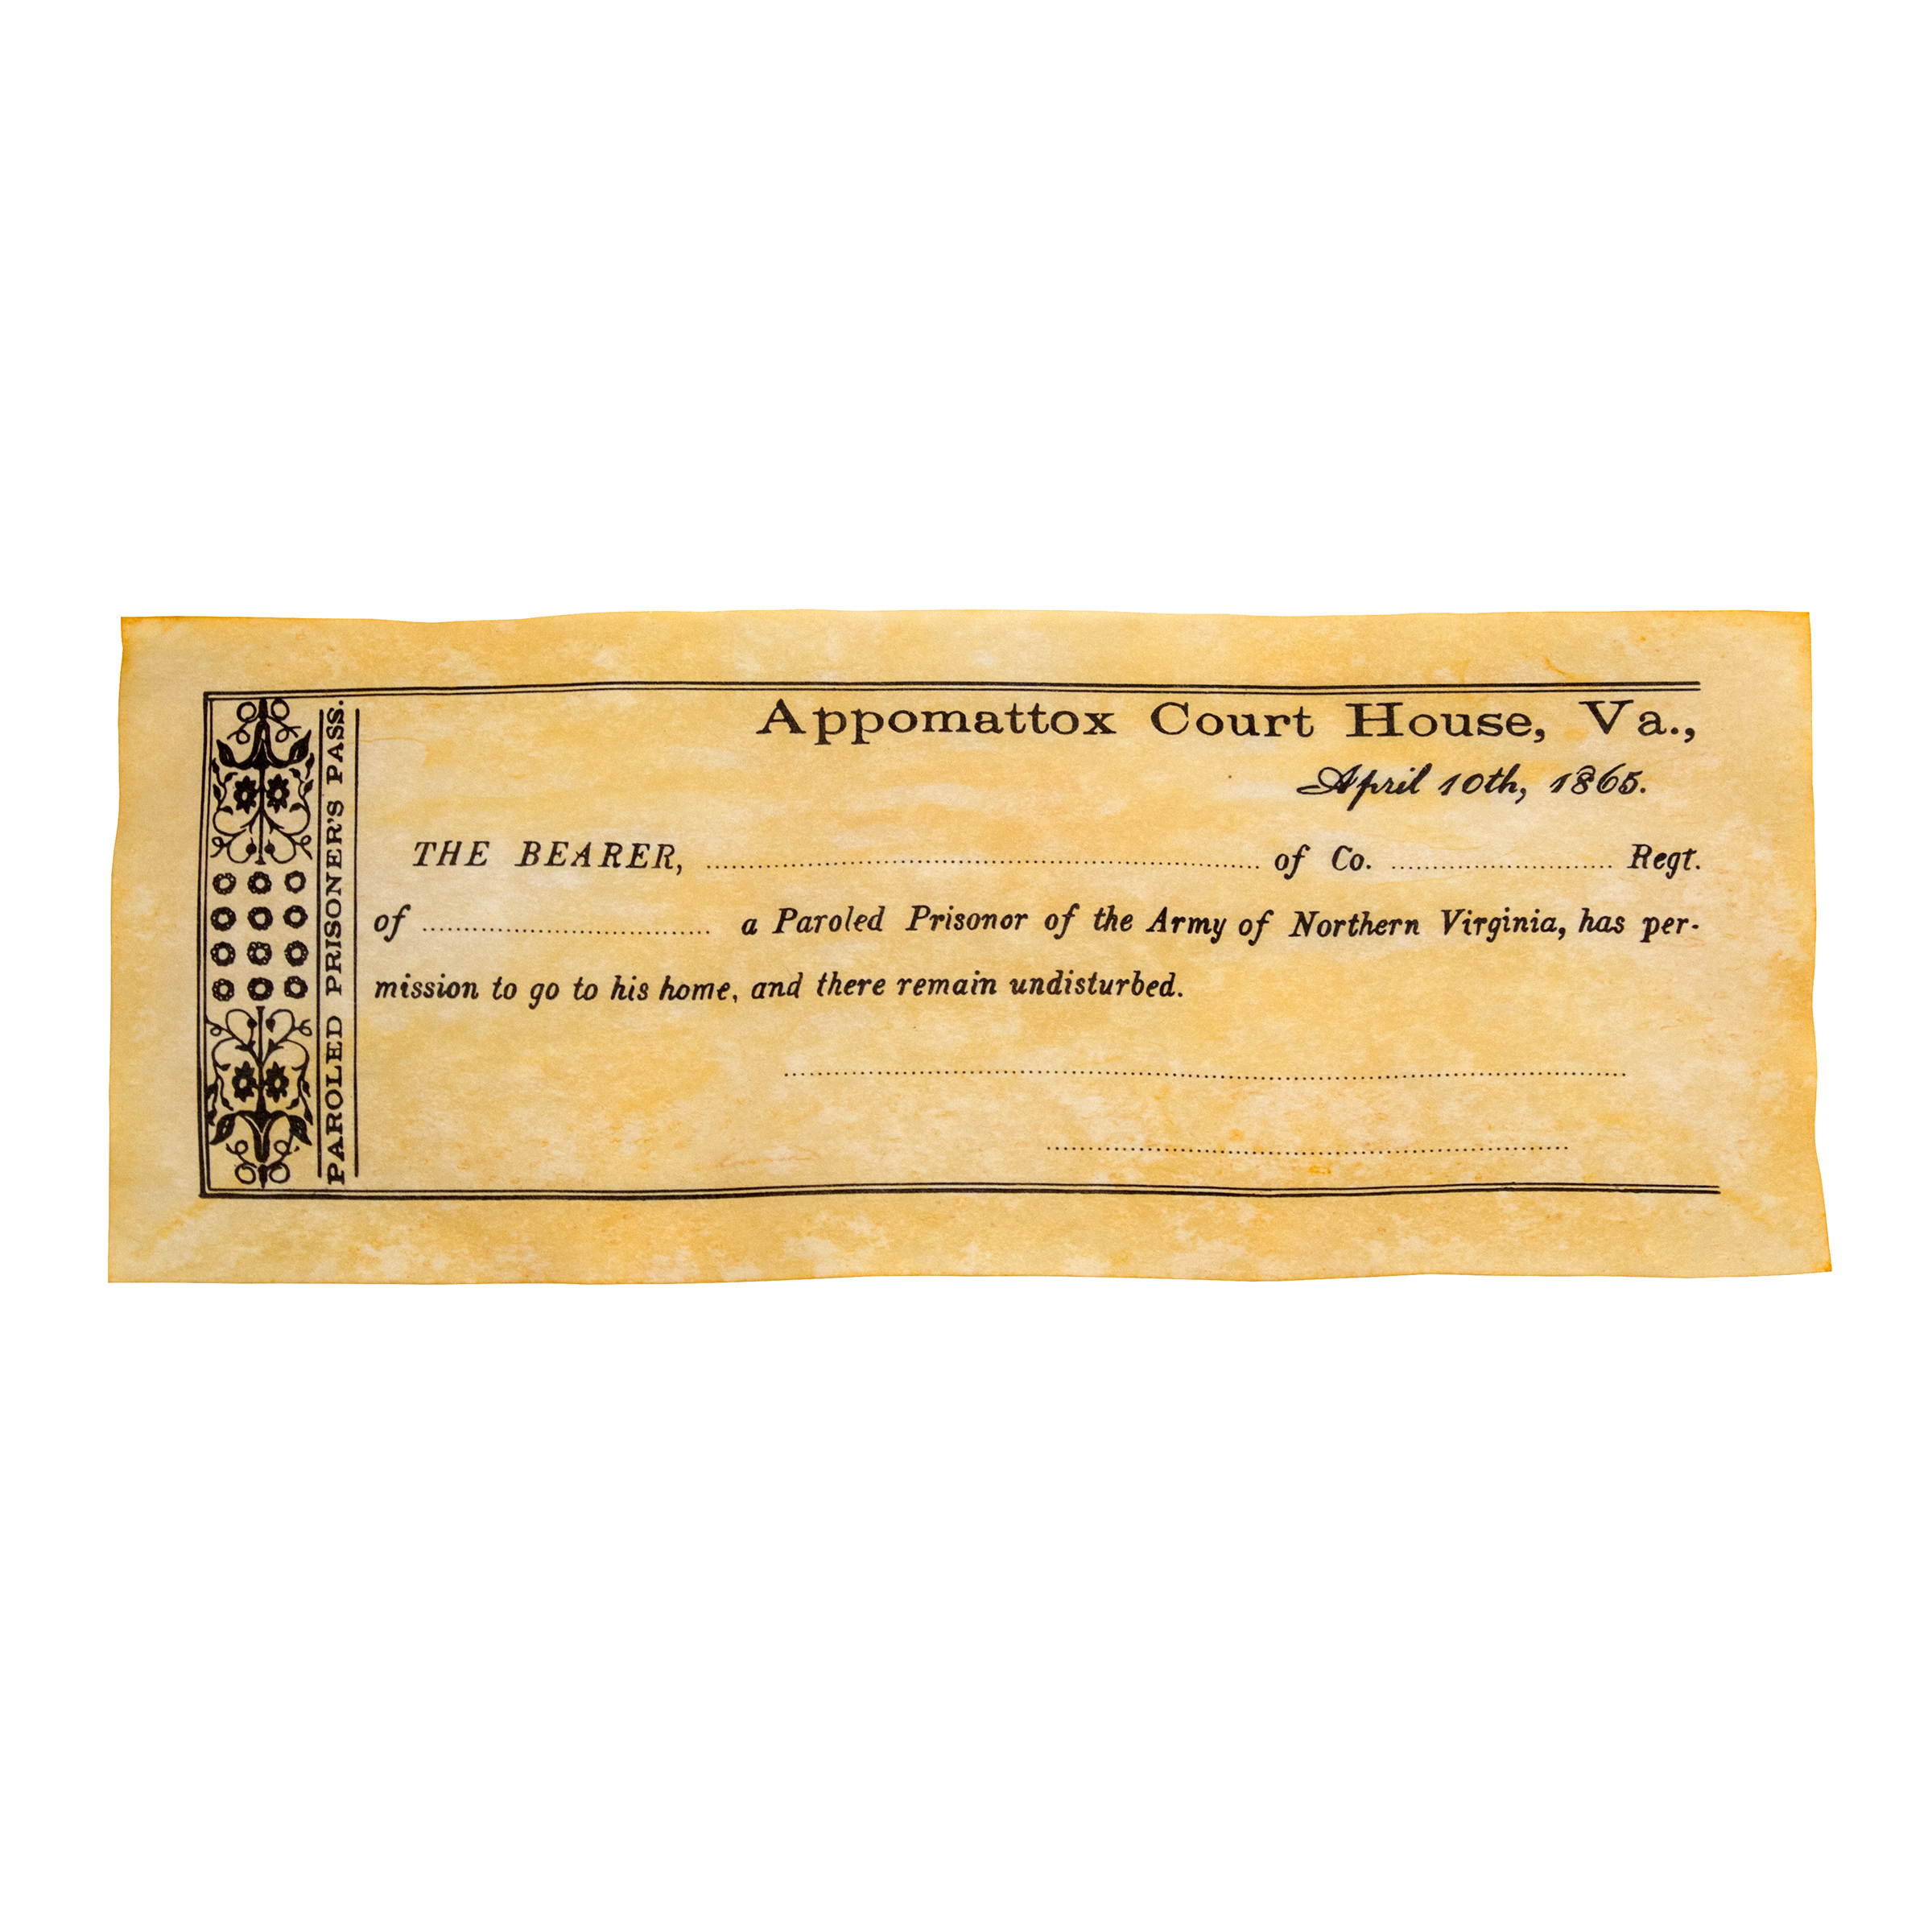 PAROLED PRISONER'S PASS.
Appomattox Court House, Va.,
April 10th, 1865.
THE BEARER, .......... of Co. .......... Regt.
of .......... a Paroled Prisonor of the Army of Northern Virginia, has per-
mission to go to his home, and there remain undisturbed.